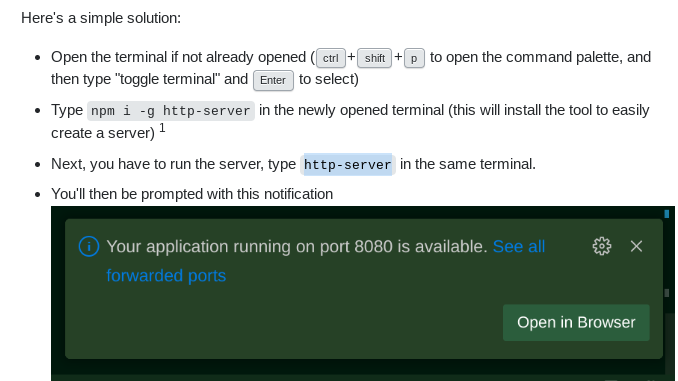 Here's a simple solution:
Open the terminal if not already opened (ctrl+shift+p to open the command palette, and
then type "toggle terminal" and Enter to select)
Type npm i -g http-server in the newly opened terminal (this will install the tool to easily
create a server) 1
Next, you have to run the server, type http-server in the same terminal.
You'll then be prompted with this notification
Your application running on port 8080 is available. See all
forwarded ports
Open in Browser